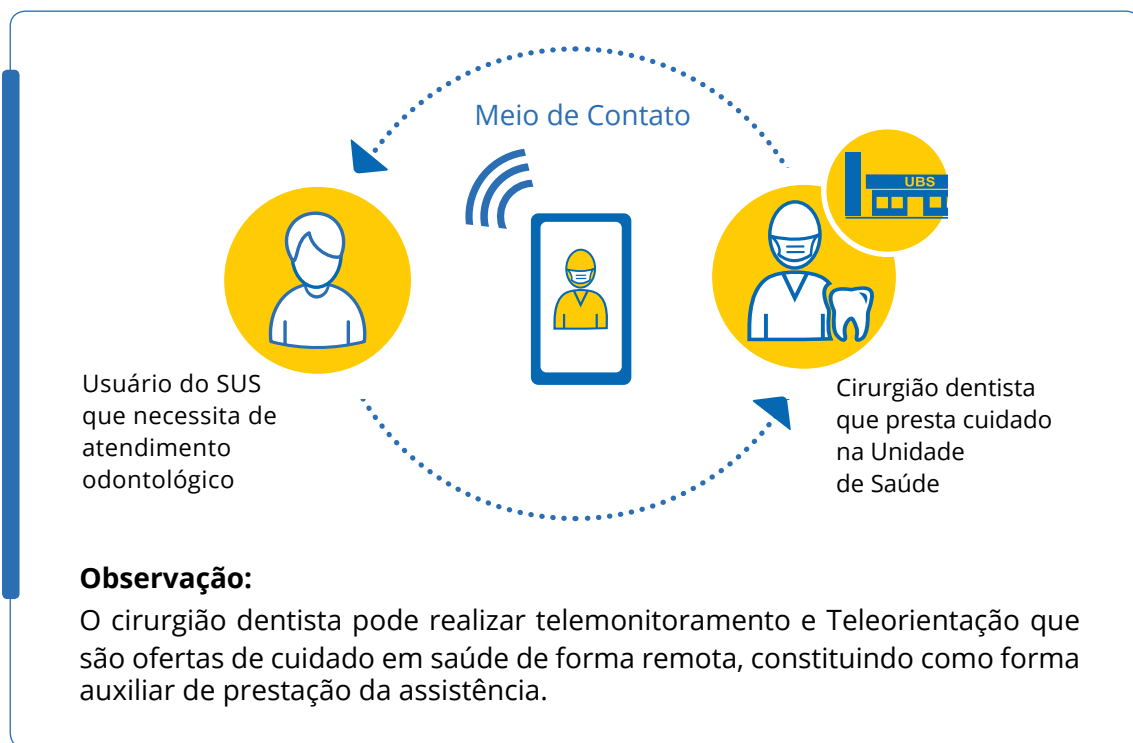 Meio de Contato
UBS
Usuário do SUS
que necessita de
atendimento
odontológico
Cirurgião dentista
que presta cuidado
na Unidade
de Saúde
Observação:
O cirurgião dentista pode realizar telemonitoramento e Teleorientação que
são ofertas de cuidado em saúde de forma remota, constituindo como forma
auxiliar de prestação da assistência.